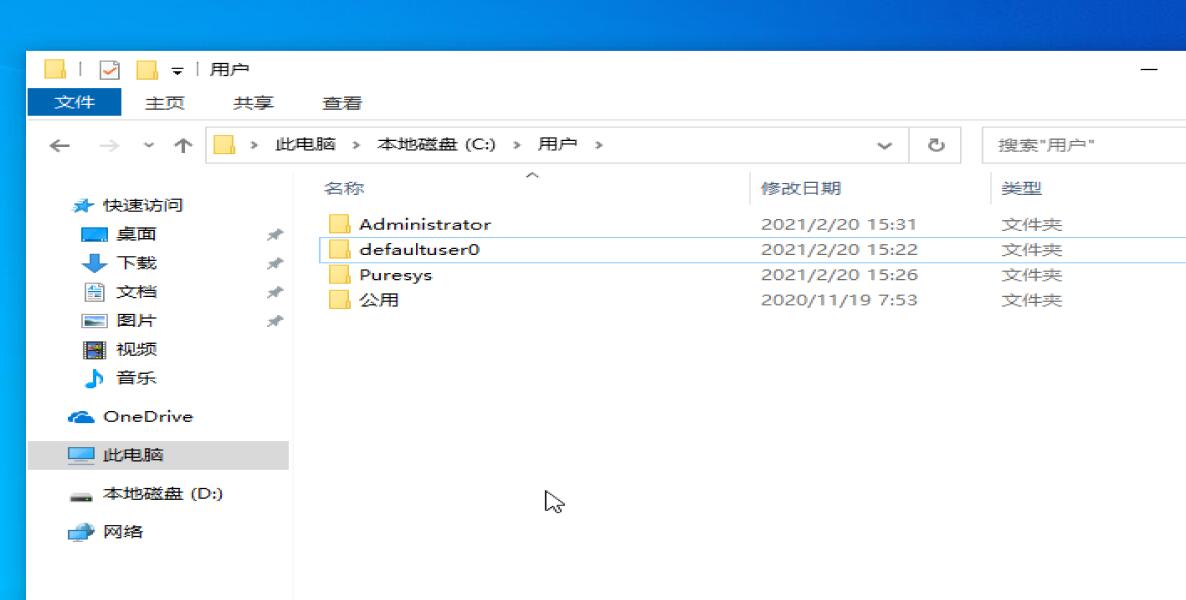 用户
文件 主页 共享 查看
此电脑 本地磁盘 (C:) 用户 搜索"用户"
名称 修改日期 类型
快速访问
桌面
下载
文档
图片
视频
音乐
OneDrive
此电脑
本地磁盘 (D:)
网络
Administrator 2021/2/20 15:31 文件夹
defaultuser0 2021/2/20 15:22 文件夹
Puresys 2021/2/20 15:26 文件夹
公用 2020/11/19 7:53 文件夹